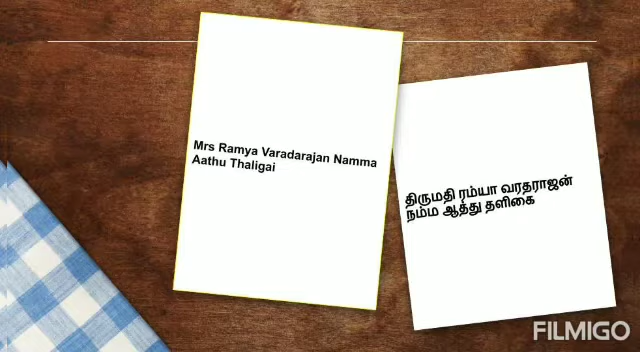 Mrs Ramya Varadarajan Namma
Aathu Thaligai
திருமதி ரம்யா வரதராஜன்
நம்ம ஆத்து தளிகை
FILMIGO